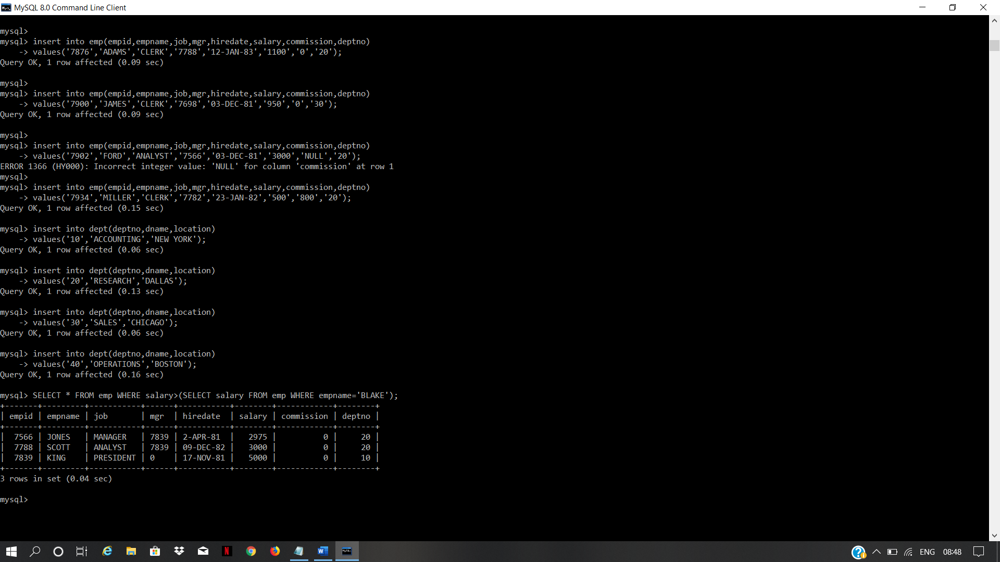 MySQL 8.0 Command Line Client
mysql>
mysql> insert into emp(empid,empname,job,mgr,hiredate,salary,commission,deptno)
    -> values('7876','ADAMS','CLERK','7788','12-JAN-83','1100','0','20');
Query OK, 1 row affected (0.09 sec)
mysql>
mysql> insert into emp(empid,empname,job,mgr,hiredate,salary,commission,deptno)
    -> values('7900','JAMES','CLERK','7698','03-DEC-81','950','0','30');
Query OK, 1 row affected (0.09 sec)
mysql>
mysql> insert into emp(empid,empname,job,mgr,hiredate,salary,commission,deptno)
    -> values('7902','FORD','ANALYST','7566','03-DEC-81','3000','NULL','20');
ERROR 1366 (HY000): Incorrect integer value: 'NULL' for column 'commission' at row 1
mysql>
mysql> insert into emp(empid,empname,job,mgr,hiredate,salary,commission,deptno)
    -> values('7934','MILLER','CLERK','7782','23-JAN-82','500','800','20');
Query OK, 1 row affected (0.15 sec)
mysql> insert into dept(deptno,dname,location)
    -> values('10','ACCOUNTING','NEW YORK');
Query OK, 1 row affected (0.06 sec)
mysql> insert into dept(deptno,dname,location)
    -> values('20','RESEARCH','DALLAS');
Query OK, 1 row affected (0.13 sec)
mysql> insert into dept(deptno,dname,location)
    -> values('30','SALES','CHICAGO');
Query OK, 1 row affected (0.06 sec)
mysql> insert into dept(deptno,dname,location)
    -> values('40','OPERATIONS','BOSTON');
Query OK, 1 row affected (0.16 sec)
mysql> SELECT * FROM emp WHERE salary>(SELECT salary FROM emp WHERE empname='BLAKE');
+-------+---------+-----------+------+-----------+--------+------------+--------+
| empid | empname | job       | mgr  | hiredate  | salary | commission | deptno |
+-------+---------+-----------+------+-----------+--------+------------+--------+
|  7566 | JONES   | MANAGER   | 7839 | 2-APR-81  |   2975 |          0 |     20 |
|  7788 | SCOTT   | ANALYST   | 7839 | 09-DEC-82 |   3000 |          0 |     20 |
|  7839 | KING    | PRESIDENT | 0    | 17-NOV-81 |   5000 |          0 |     10 |
+-------+---------+-----------+------+-----------+--------+------------+--------+
3 rows in set (0.04 sec)
mysql>
ENG 08:48